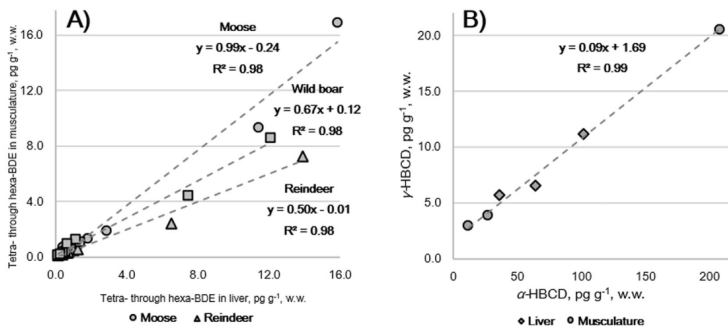 A)
Tetra- through hexa-BDE in musculature, pg g⁻¹, w.w.
16.0
12.0
8.0
4.0
0.0
Moose
y = 0.99x - 0.24
R² = 0.98
Wild boar
y = 0.67x + 0.12
R² = 0.98
Reindeer
y = 0.50x - 0.01
R² = 0.98
0.0 4.0 8.0 12.0 16.0
Tetra- through hexa-BDE in liver, pg g⁻¹, w.w.
Moose Reindeer
B)
γ-HBCD, pg g⁻¹, w.w.
20.0
15.0
10.0
5.0
0.0
y = 0.09x + 1.69
R² = 0.99
0 50 100 150 200
α-HBCD, pg g⁻¹, w.w.
Liver Musculature